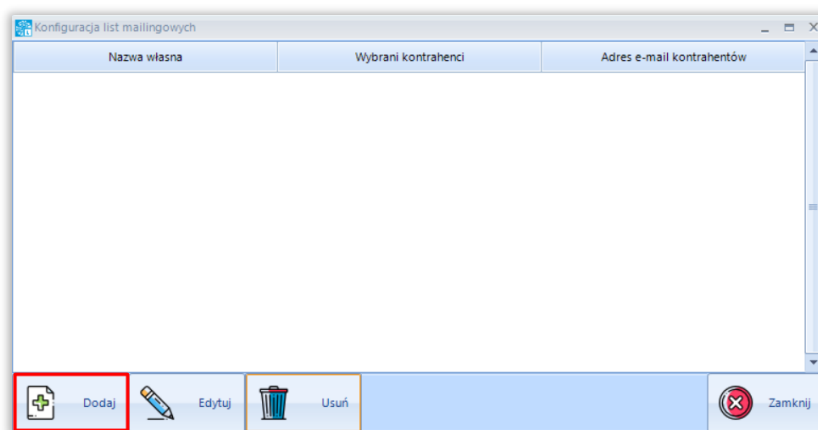 Konfiguracja list mailingowych
Nazwa własna Wybrani kontrahenci Adres e-mail kontrahentów
Dodaj Edytuj Usuń Zamknij